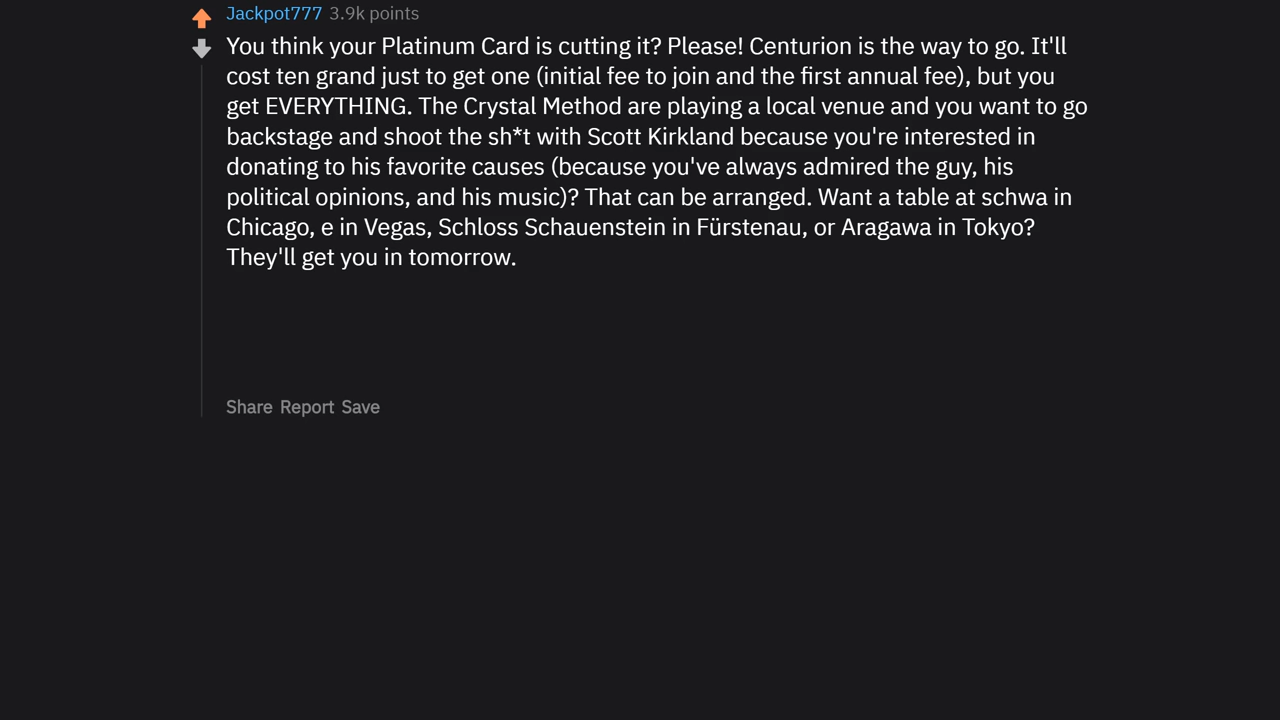 Jackpot777 3.9k points
You think your Platinum Card is cutting it? Please! Centurion is the way to go. It'll
cost ten grand just to get one (initial fee to join and the first annual fee), but you
get EVERYTHING. The Crystal Method are playing a local venue and you want to go
backstage and shoot the sh*t with Scott Kirkland because you're interested in
donating to his favorite causes (because you've always admired the guy, his
political opinions, and his music)? That can be arranged. Want a table at schwa in
Chicago, e in Vegas, Schloss Schauenstein in Fürstenau, or Aragawa in Tokyo?
They'll get you in tomorrow.
Share Report Save